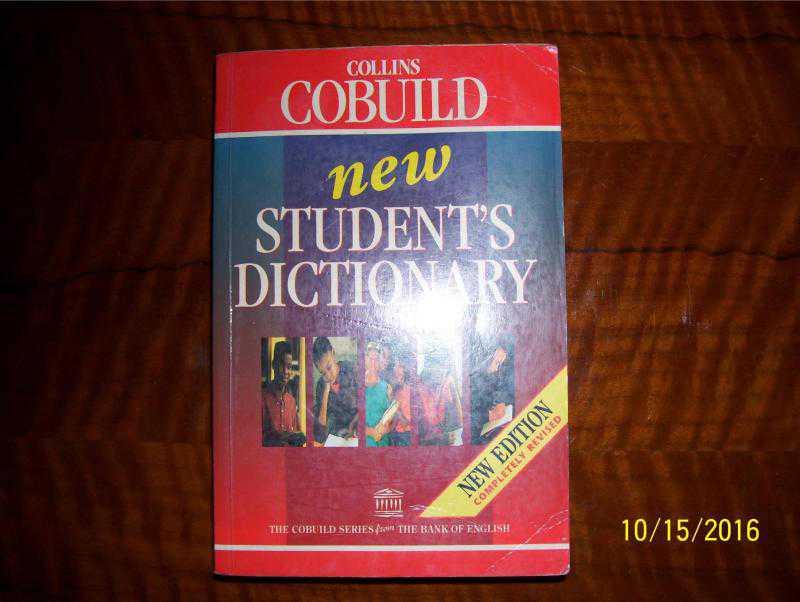 COLLINS
COBUILD
new
STUDENT'S
DICTIONARY
NEW EDITION
COMPLETELY REVISED
THE COBUILD SERIES from THE BANK OF ENGLISH
10/15/2016